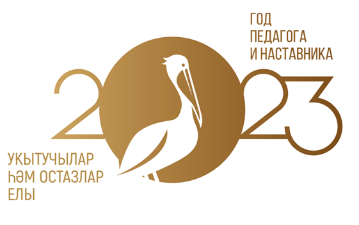 ГОД
ПЕДАГОГА
И НАСТАВНИКА
2023
УКЫТУЧЫЛАР
ҺӘМ ОСТАЗЛАР
ЕЛЫ